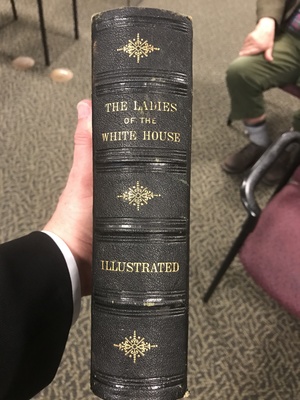 THE LADIES
OF THE
WHITE HOUSE
ILLUSTRATED